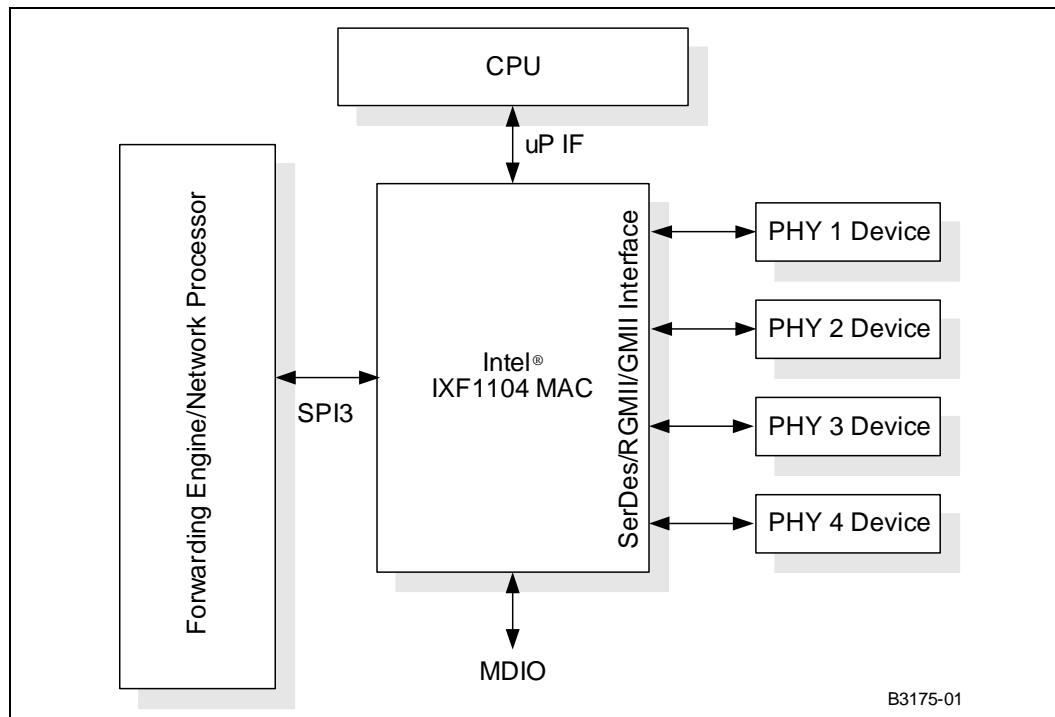 CPU
uP IF
Forwarding Engine/Network Processor
SPI3
Intel®
IXF1104 MAC
SerDes/RGMII/GMII Interface
PHY 1 Device
PHY 2 Device
PHY 3 Device
PHY 4 Device
MDIO
B3175-01